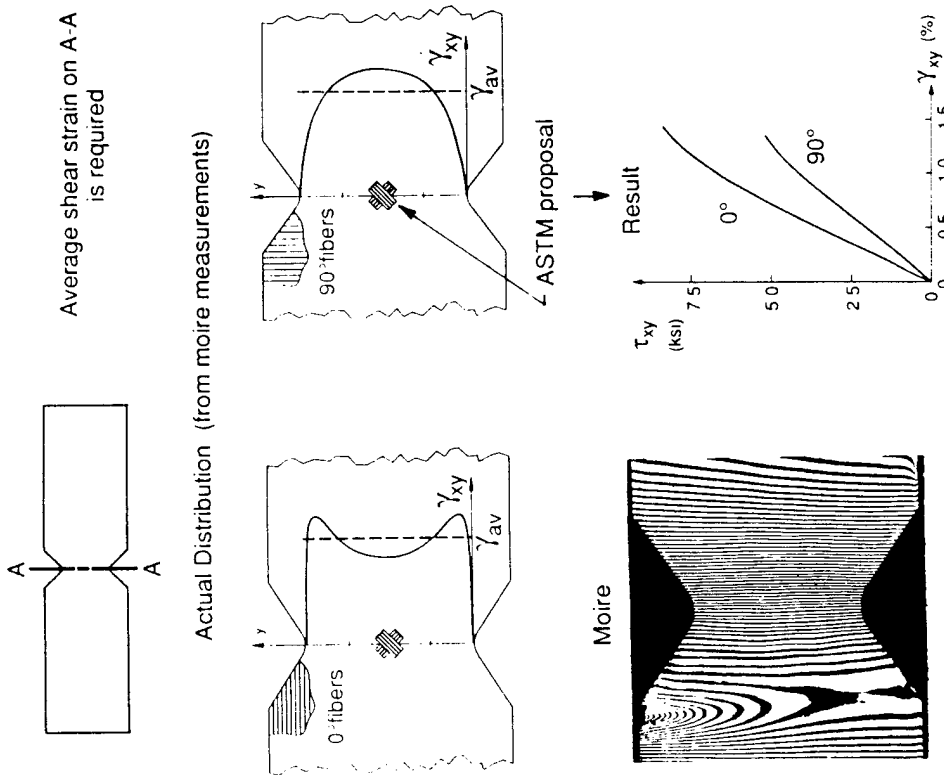 A
A
Average shear strain on A-A
is required
Actual Distribution (from moire measurements)
0° fibers
y
γxy
γav
90° fibers
y
γxy
γav
ASTM proposal
Moire
Result
τxy
(ksi)
7 5
5 0
2 5
0
0°
90°
0
0.5
1.0
1.5
γxy (%)